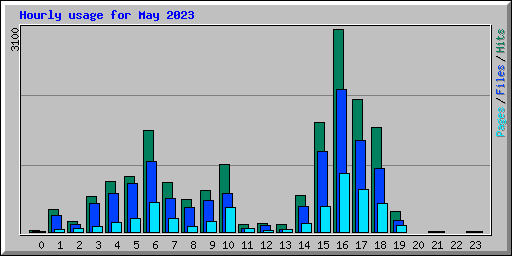 Hourly usage for May 2023
3100
Pages/Files/Hits
0 1 2 3 4 5 6 7 8 9 10 11 12 13 14 15 16 17 18 19 20 21 22 23